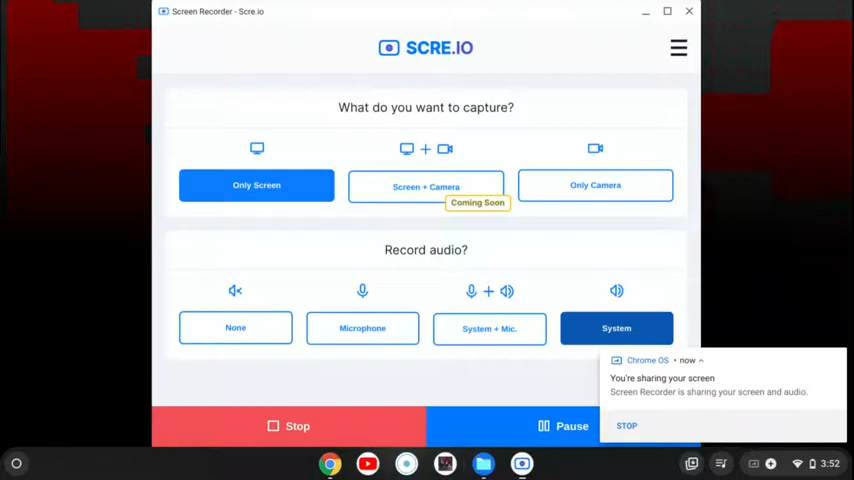 Screen Recorder - Scre.io
SCRE.IO
What do you want to capture?
Only Screen
Screen + Camera
Only Camera
Coming Soon
Record audio?
None
Microphone
System + Mic.
System
Chrome OS • now
You're sharing your screen
Screen Recorder is sharing your screen and audio.
STOP
Stop
Pause
3:52